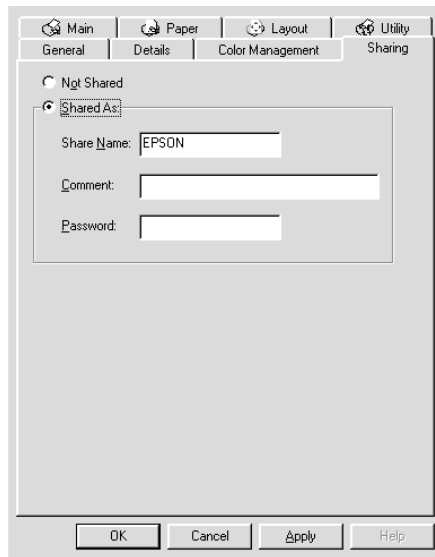 Main Paper Layout Utility
General Details Color Management Sharing
Not Shared
Shared As:
Share Name: EPSON
Comment:
Password:
OK Cancel Apply Help